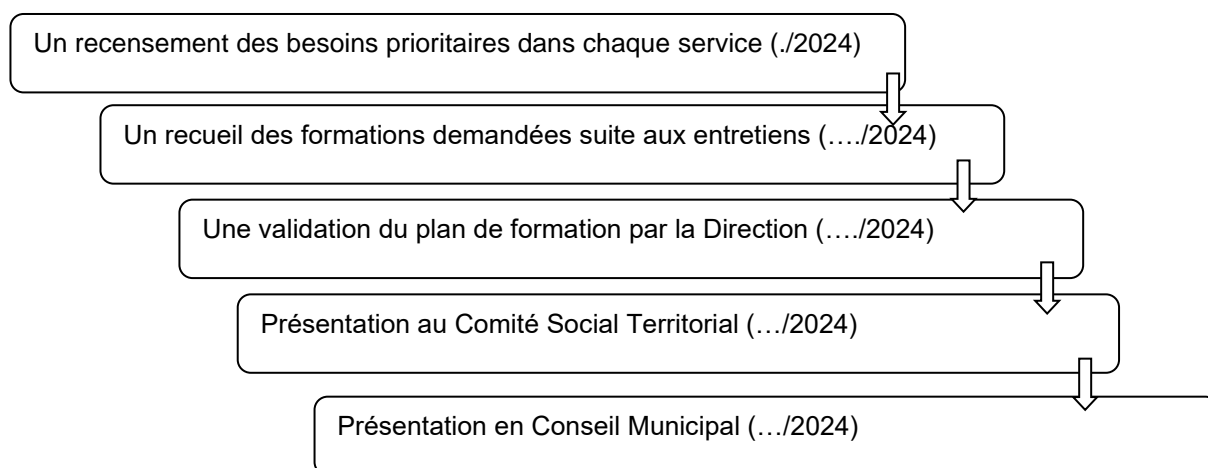 Un recensement des besoins prioritaires dans chaque service (./2024)
Un recueil des formations demandées suite aux entretiens (…./2024)
Une validation du plan de formation par la Direction (…./2024)
Présentation au Comité Social Territorial (…/2024)
Présentation en Conseil Municipal (…/2024)